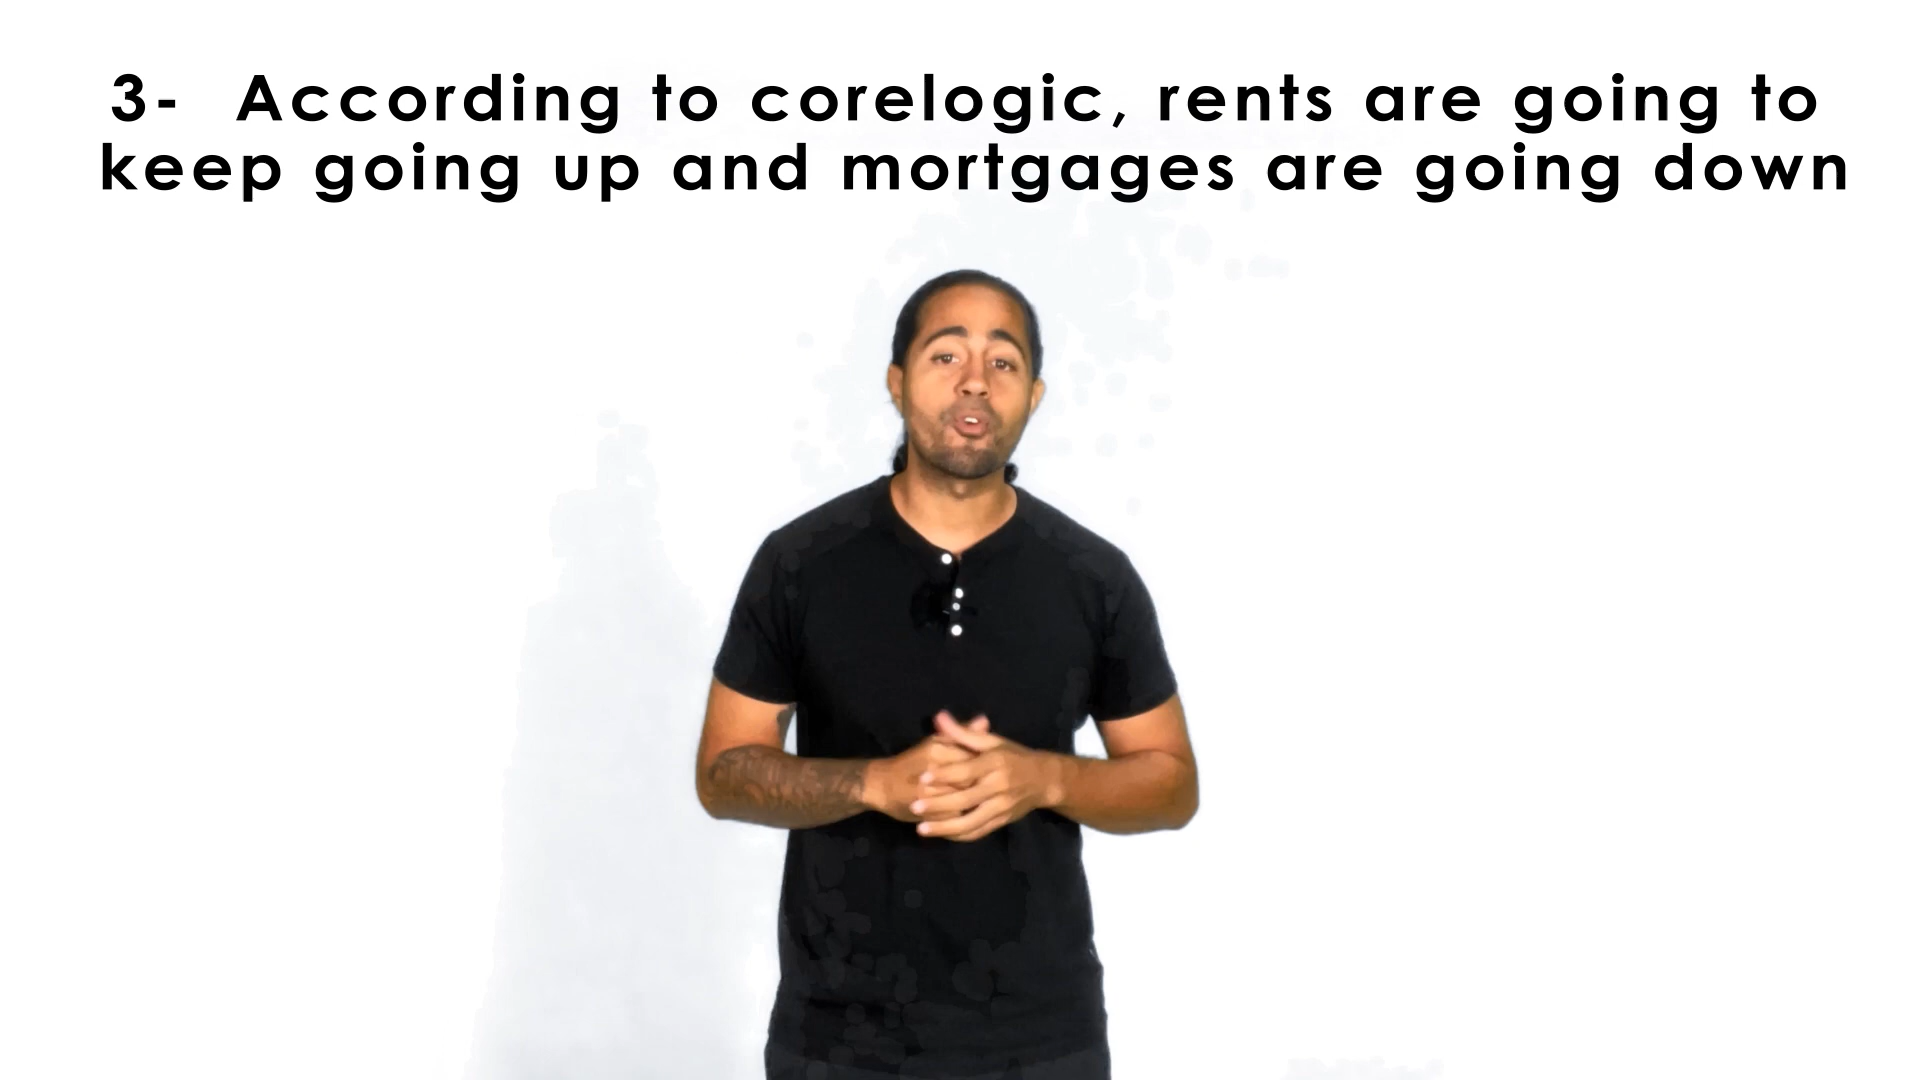 3- According to corelogic, rents are going to
keep going up and mortgages are going down